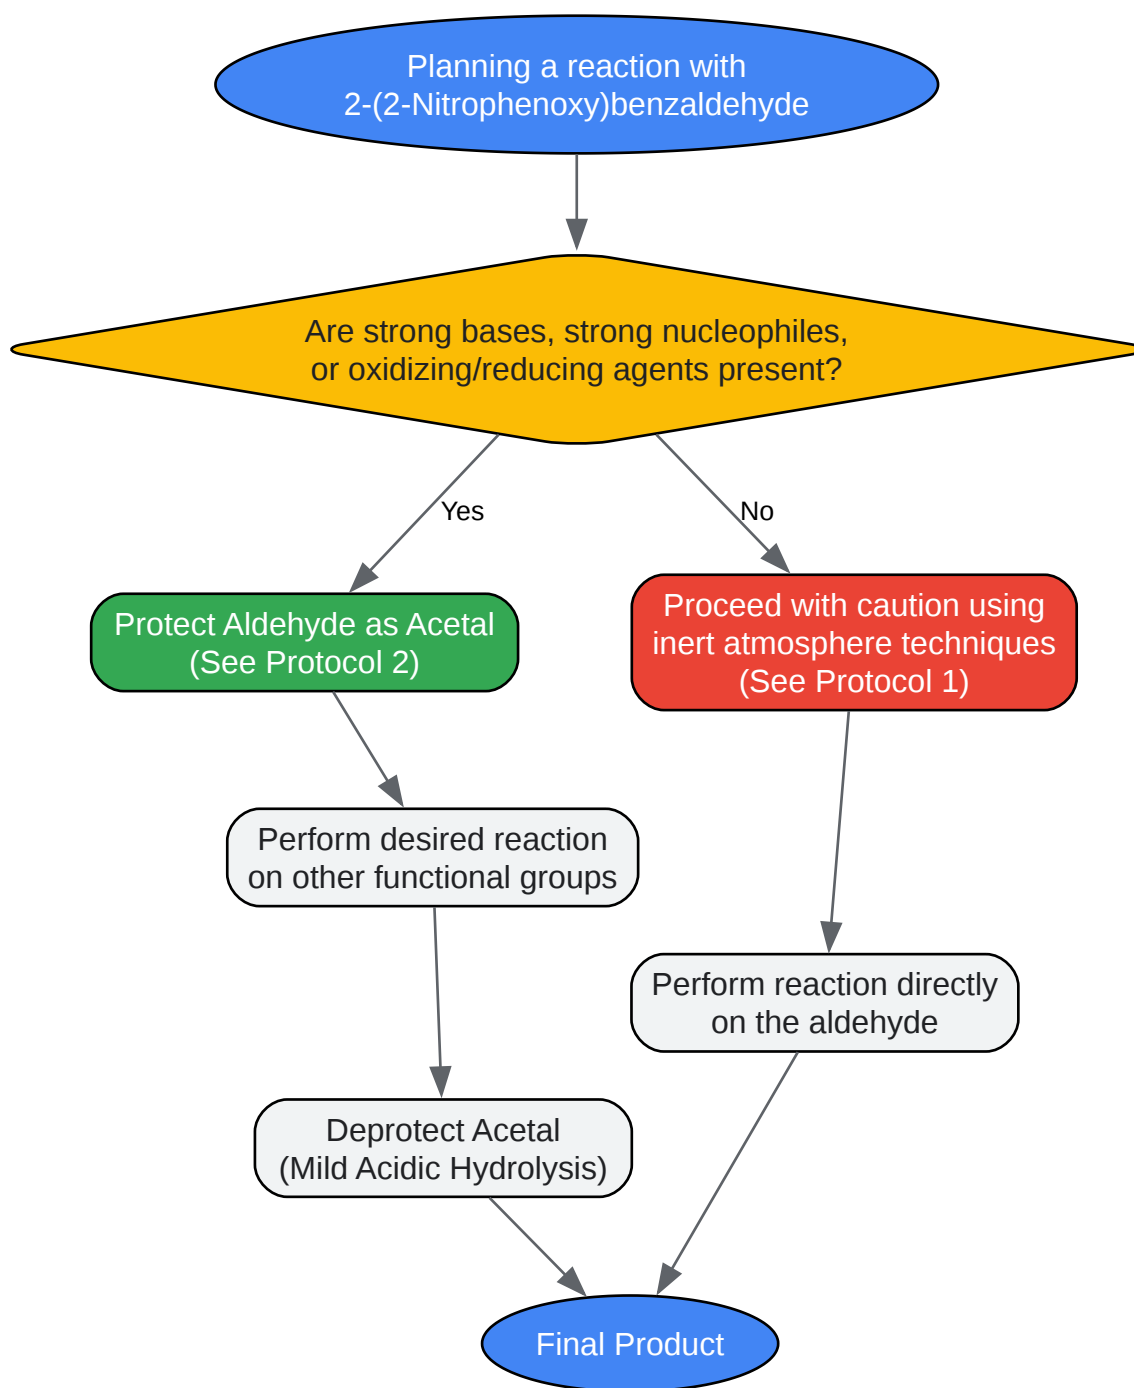 Planning a reaction with
2-(2-Nitrophenoxy)benzaldehyde
Are strong bases, strong nucleophiles,
or oxidizing/reducing agents present?
Yes
No
Protect Aldehyde as Acetal
(See Protocol 2)
Proceed with caution using
inert atmosphere techniques
(See Protocol 1)
Perform desired reaction
on other functional groups
Perform reaction directly
on the aldehyde
Deprotect Acetal
(Mild Acidic Hydrolysis)
Final Product